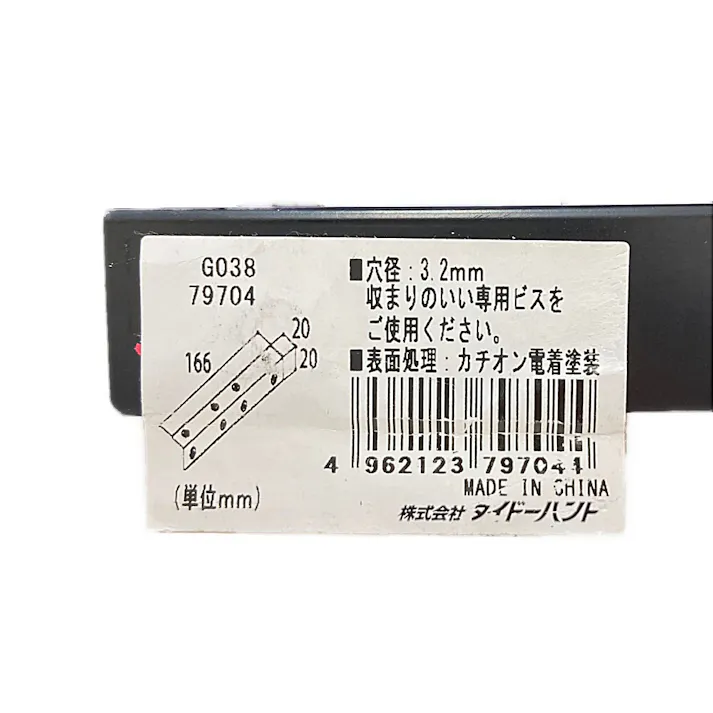 G038
79704
20
166
20
(単位mm)
■穴径:3.2mm
収まりのいい専用ビスを
ご使用ください。
■表面処理:カチオン電着塗装
4 962123 797044
MADE IN CHINA
株式会社 ダイドーハント